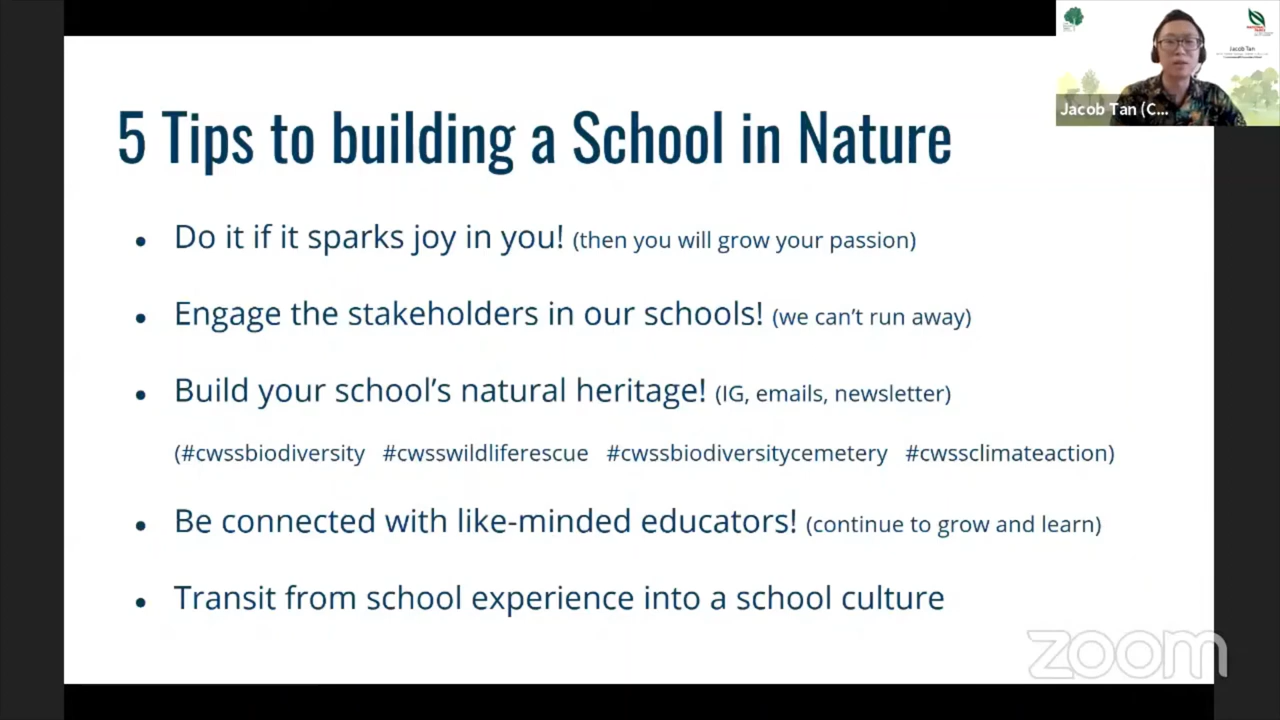 5 Tips to building a School in Nature
Jacob Tan
Jacob Tan (C...
• Do it if it sparks joy in you! (then you will grow your passion)
• Engage the stakeholders in our schools! (we can't run away)
• Build your school's natural heritage! (IG, emails, newsletter)
(#cwssbiodiversity #cwsswildliferescue #cwssbiodiversitycemetery #cwssclimateaction)
• Be connected with like-minded educators! (continue to grow and learn)
• Transit from school experience into a school culture
zoom